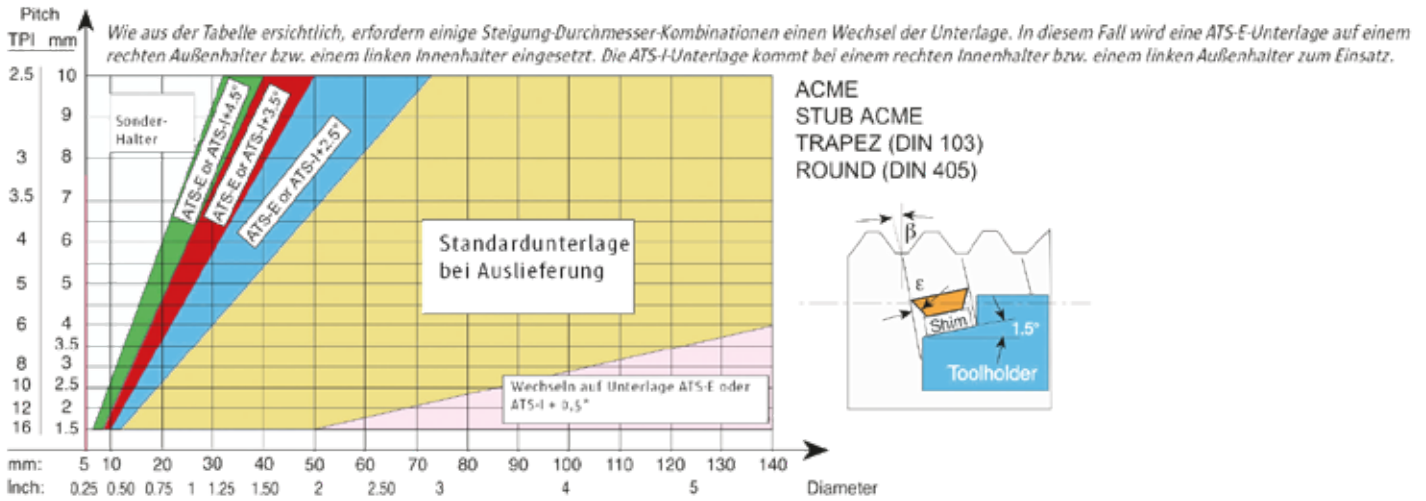 Pitch
TPI mm
Wie aus der Tabelle ersichtlich, erfordern einige Steigung-Durchmesser-Kombinationen einen Wechsel der Unterlage. In diesem Fall wird eine ATS-E-Unterlage auf einem
rechten Außenhalter bzw. einem linken Innenhalter eingesetzt. Die ATS-I-Unterlage kommt bei einem rechten Innenhalter bzw. einem linken Außenhalter zum Einsatz.
2.5 10
9
3 8
3.5 7
4 6
5 5
6 4
3.5
8 3
10 2.5
12 2
16 1.5
Sonder-
Halter
ATS-E or ATS-I+4.5°
ATS-E or ATS-I+3.5°
ATS-E or ATS-I+2.5°
Standardunterlage
bei Auslieferung
Wechseln auf Unterlage ATS-E oder
ATS-I + 0,5°
mm: 5 10 20 30 40 50 60 70 80 90 100 110 120 130 140
Inch: 0.25 0.50 0.75 1 1.25 1.50 2 2.50 3 4 5 Diameter
ACME
STUB ACME
TRAPEZ (DIN 103)
ROUND (DIN 405)
β
ε
Shim
1.5°
Toolholder